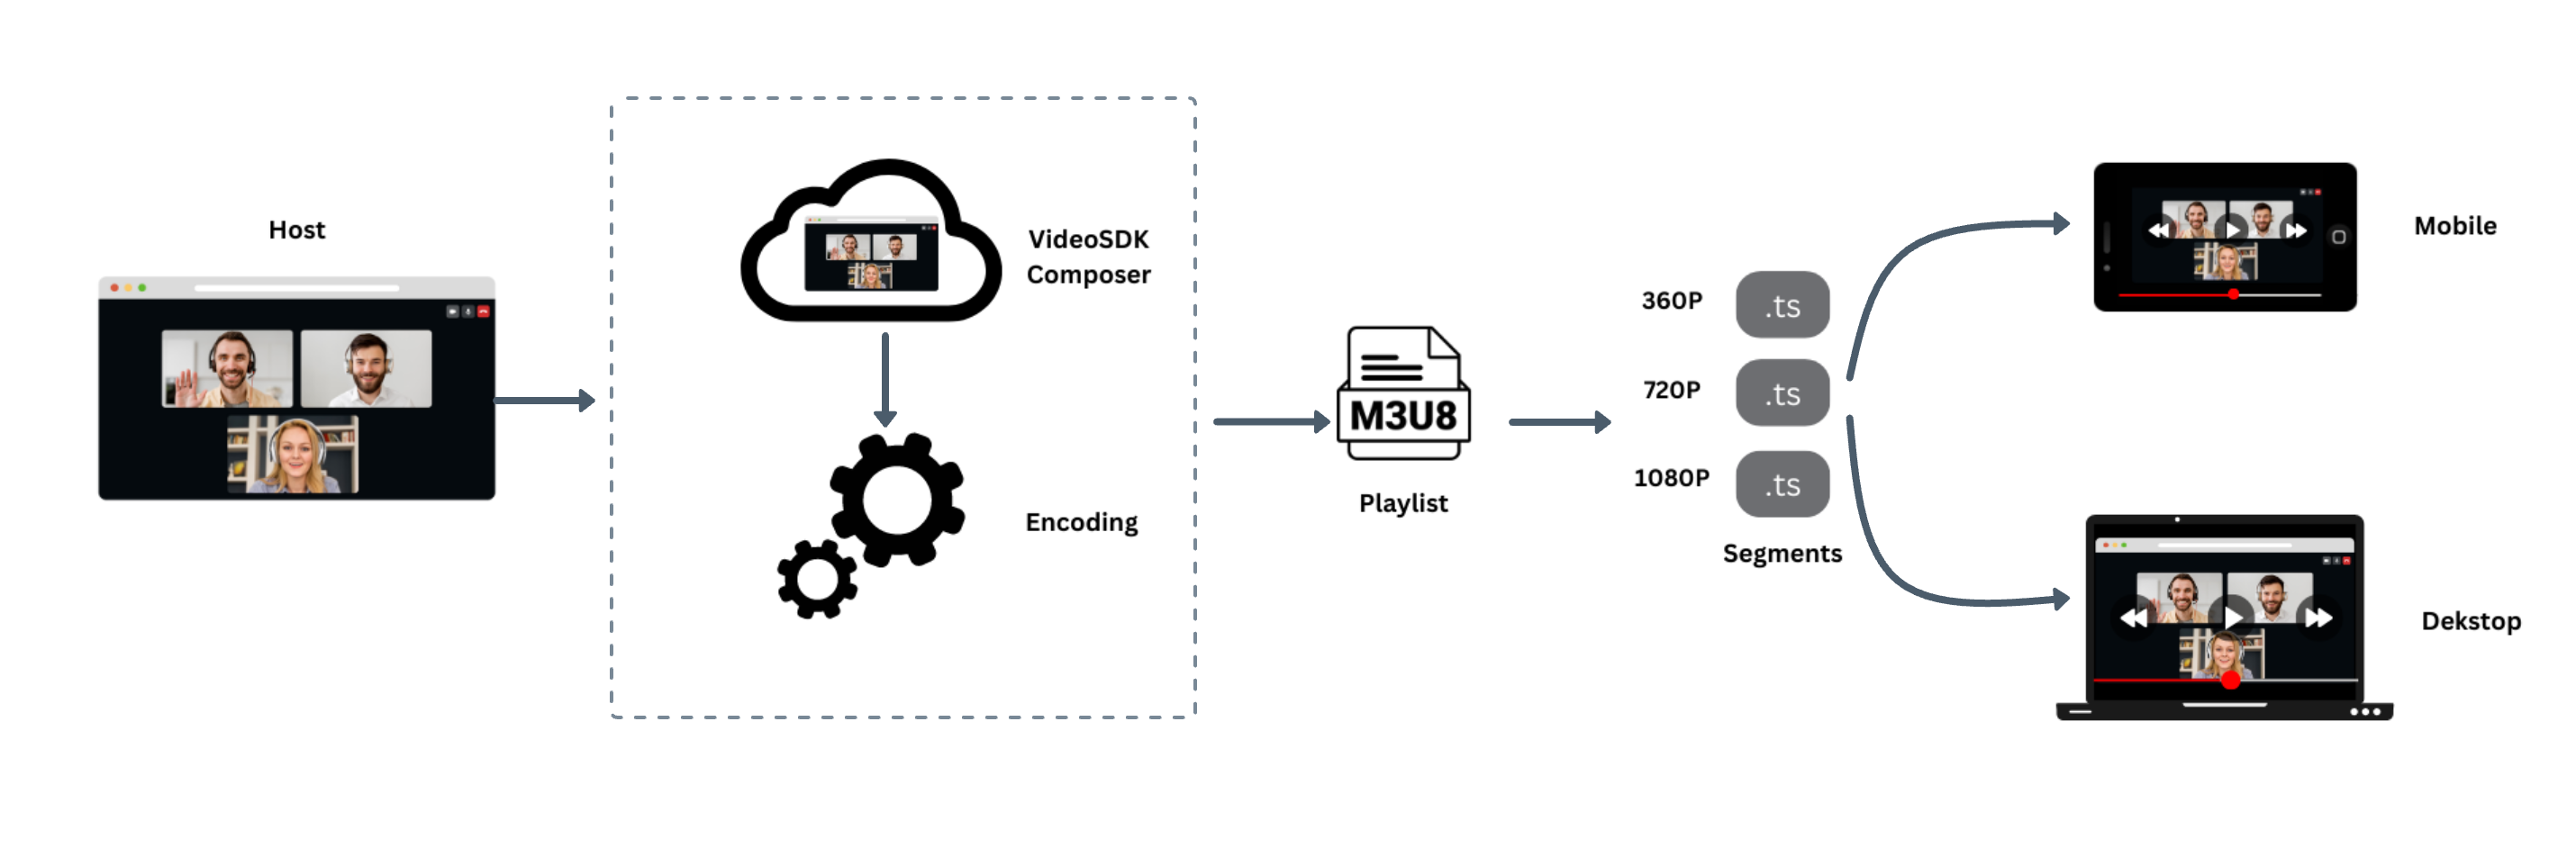 Host
VideoSDK
Composer
Encoding
M3U8
Playlist
360P
.ts
720P
.ts
1080P
.ts
Segments
Mobile
Dekstop